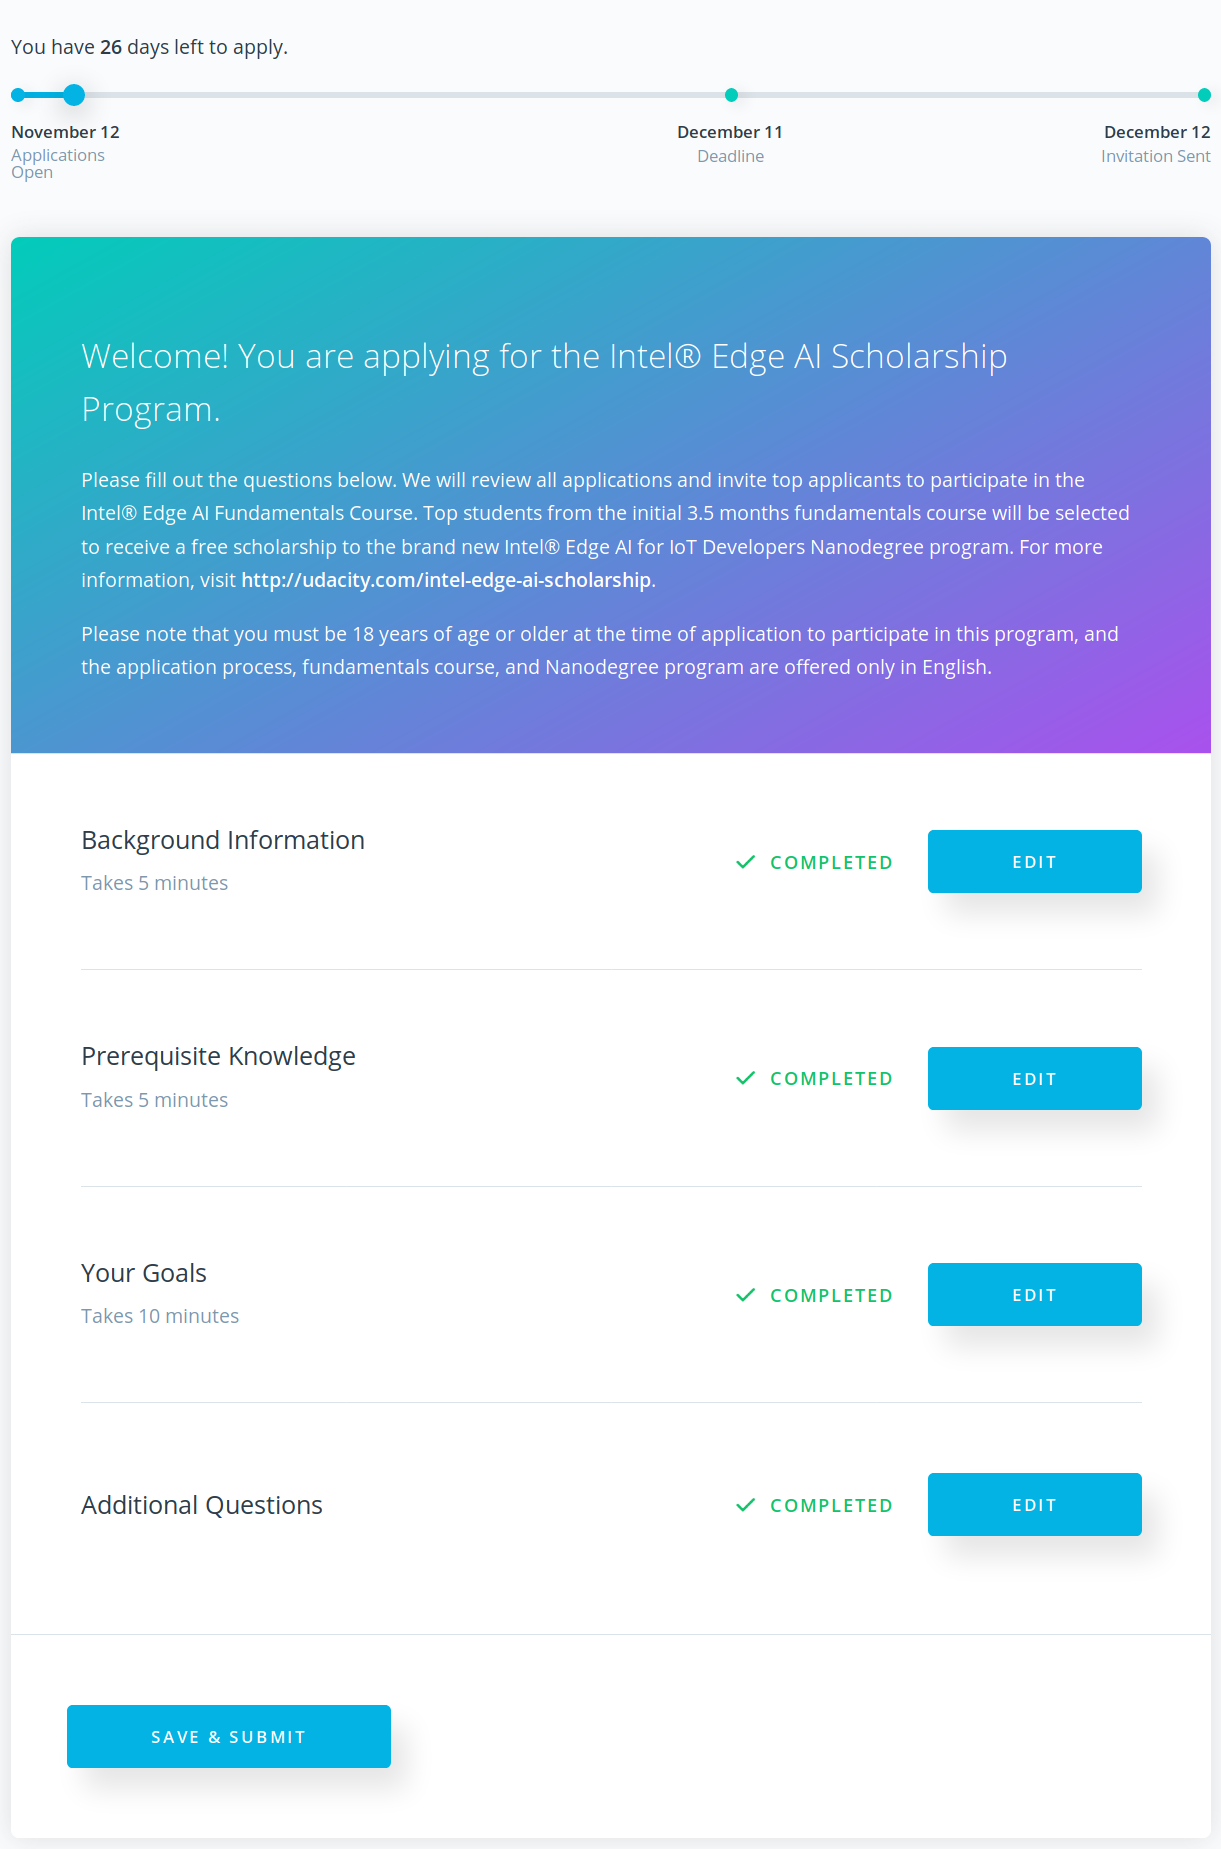 You have 26 days left to apply.
November 12
Applications
Open
December 11
Deadline
December 12
Invitation Sent
Welcome! You are applying for the Intel® Edge AI Scholarship
Program.
Please fill out the questions below. We will review all applications and invite top applicants to participate in the
Intel® Edge AI Fundamentals Course. Top students from the initial 3.5 months fundamentals course will be selected
to receive a free scholarship to the brand new Intel® Edge AI for IoT Developers Nanodegree program. For more
information, visit http://udacity.com/intel-edge-ai-scholarship.
Please note that you must be 18 years of age or older at the time of application to participate in this program, and
the application process, fundamentals course, and Nanodegree program are offered only in English.
Background Information
Takes 5 minutes
COMPLETED
EDIT
Prerequisite Knowledge
Takes 5 minutes
COMPLETED
EDIT
Your Goals
Takes 10 minutes
COMPLETED
EDIT
Additional Questions
COMPLETED
EDIT
SAVE & SUBMIT